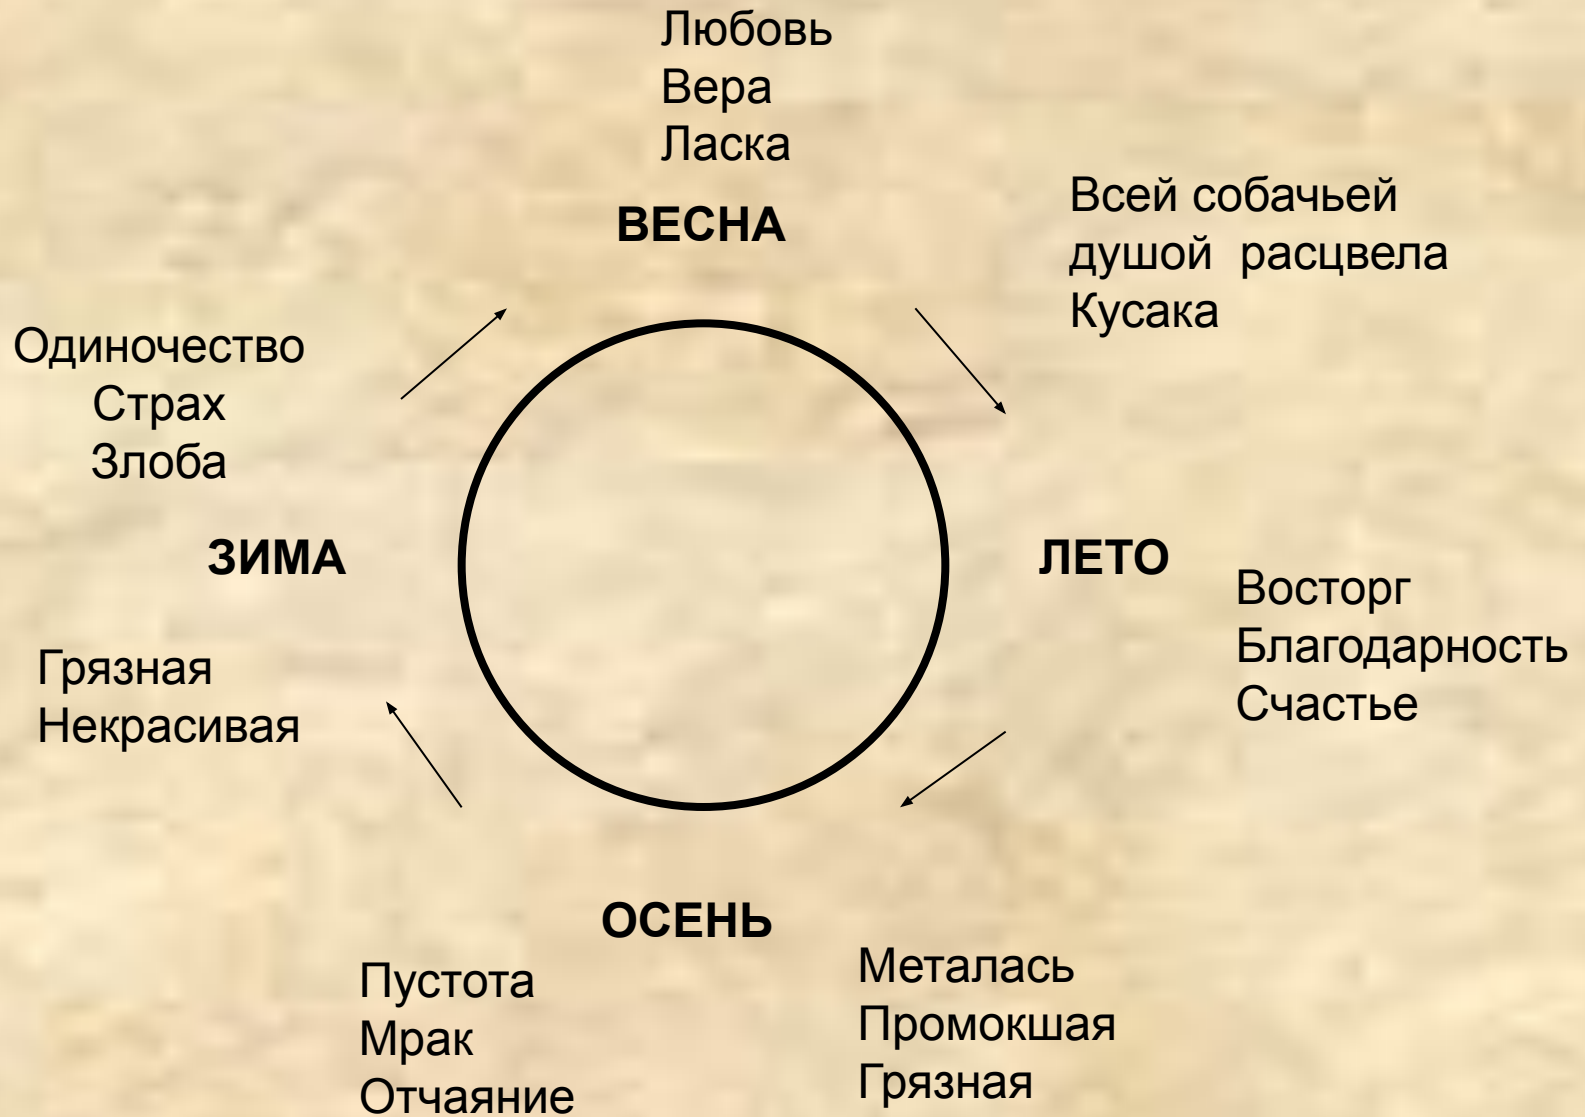 Любовь
Вера
Ласка
ВЕСНА
Всей собачьей
душой расцвела
Кусака
Одиночество
Страх
Злоба
ЗИМА
ЛЕТО
Восторг
Благодарность
Счастье
Грязная
Некрасивая
ОСЕНЬ
Пустота
Мрак
Отчаяние
Металась
Промокшая
Грязная